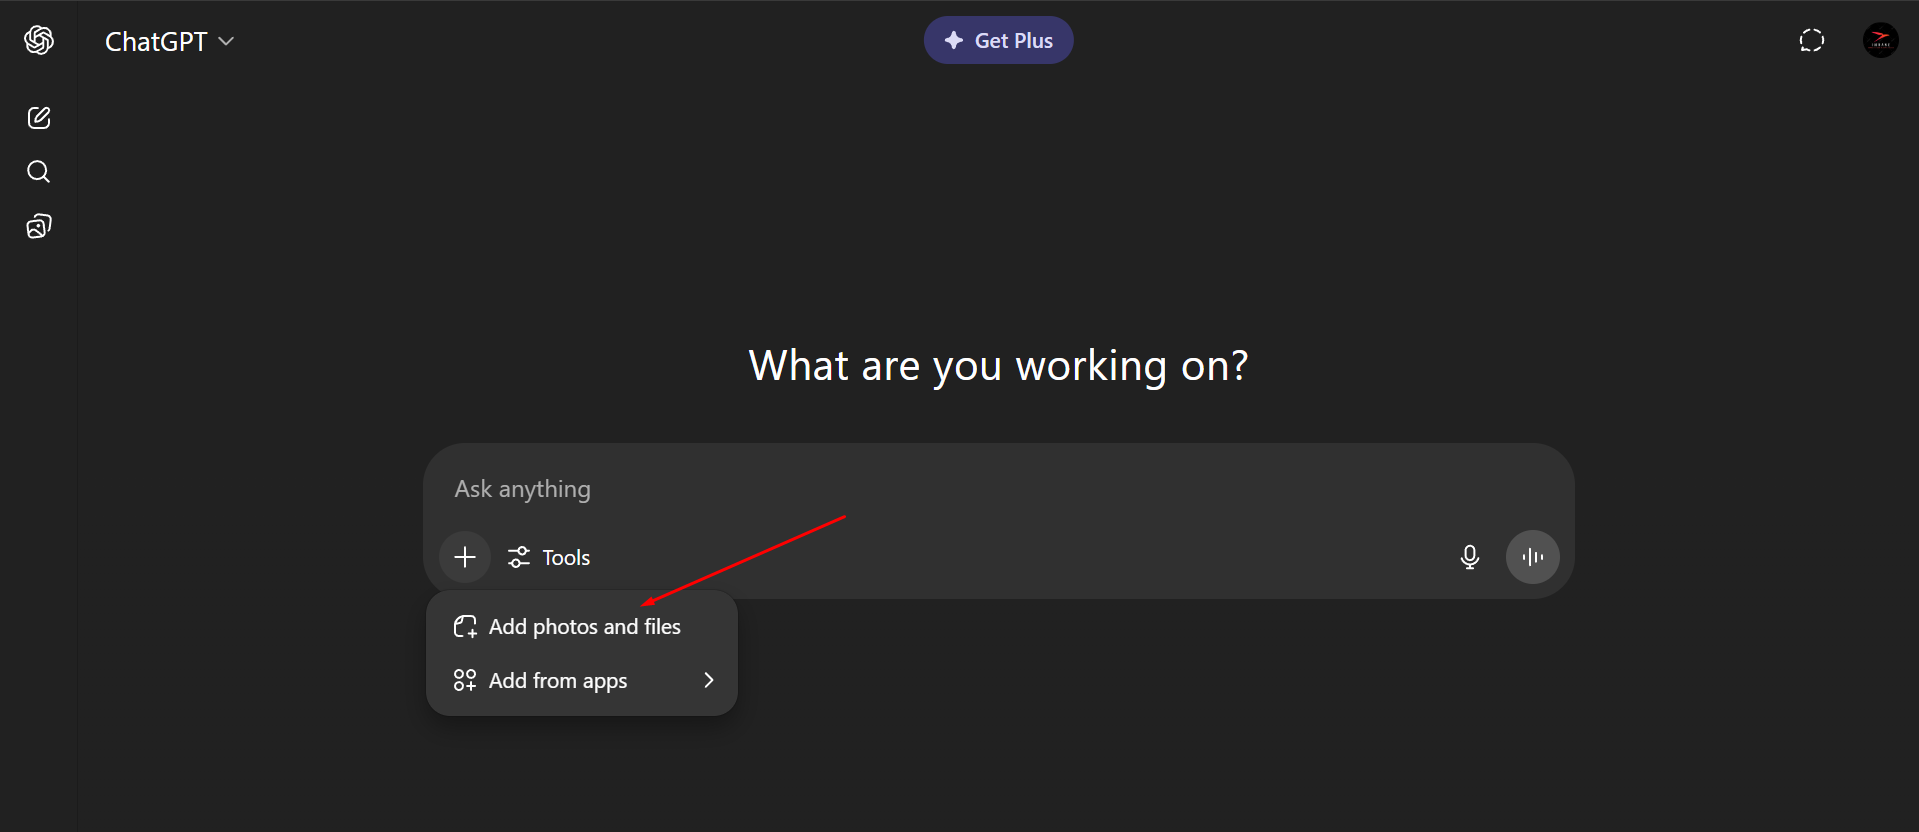 ChatGPT
Get Plus
What are you working on?
Ask anything
Tools
Add photos and files
Add from apps